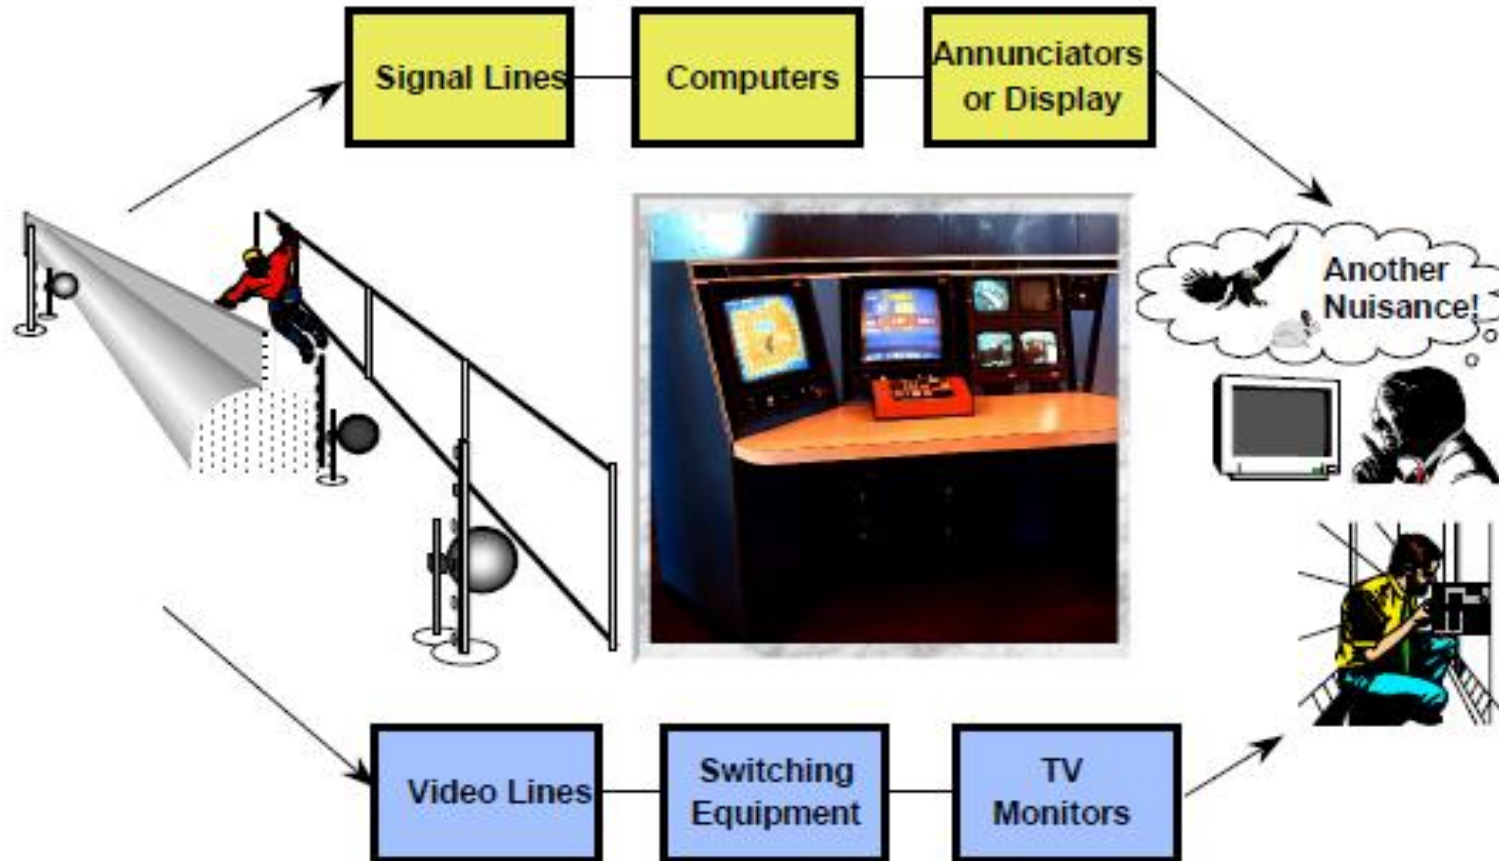 Signal Lines
Computers
Annunciators
or Display
Another
Nuisance!
Video Lines
Switching
Equipment
TV
Monitors